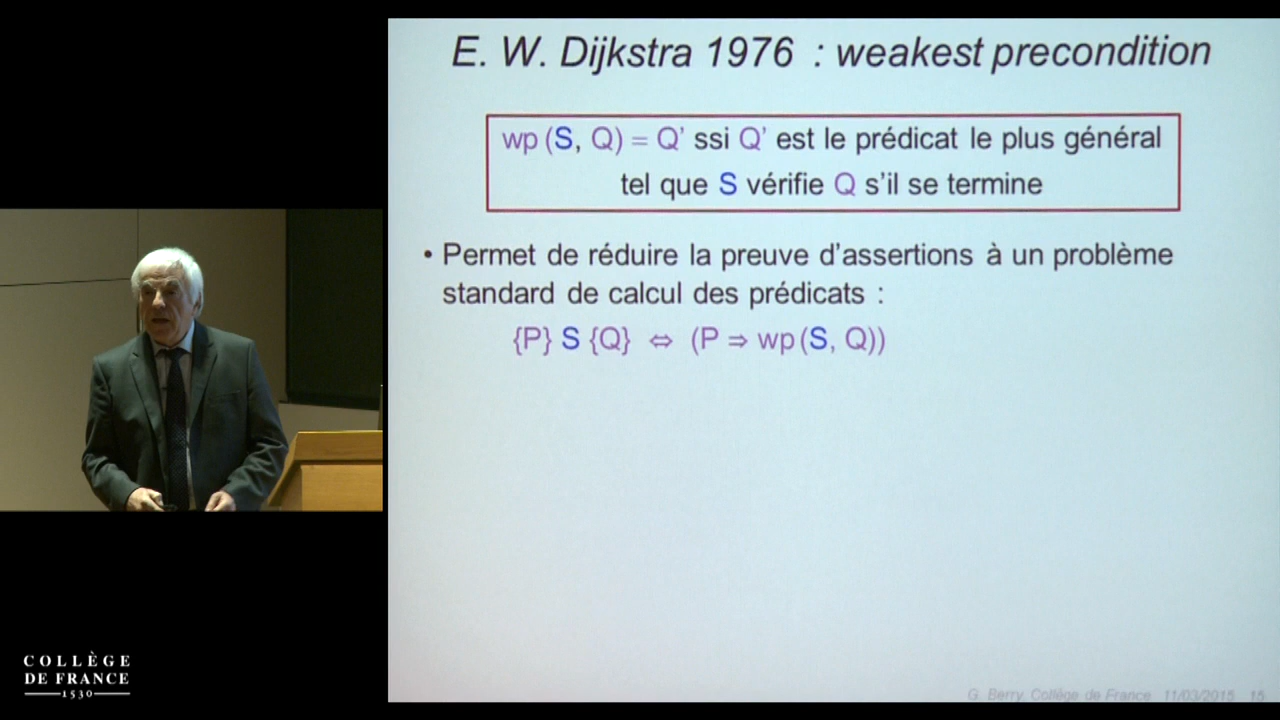 E. W. Dijkstra 1976 : weakest precondition
wp (S, Q) = Q' ssi Q' est le prédicat le plus général
tel que S vérifie Q s'il se termine
• Permet de réduire la preuve d'assertions à un problème
standard de calcul des prédicats :
{P} S {Q} ⇔ (P ⇒ wp (S, Q))
COLLÈGE
DE FRANCE
1530
G. Berry, Collège de France 11/03/2015 15